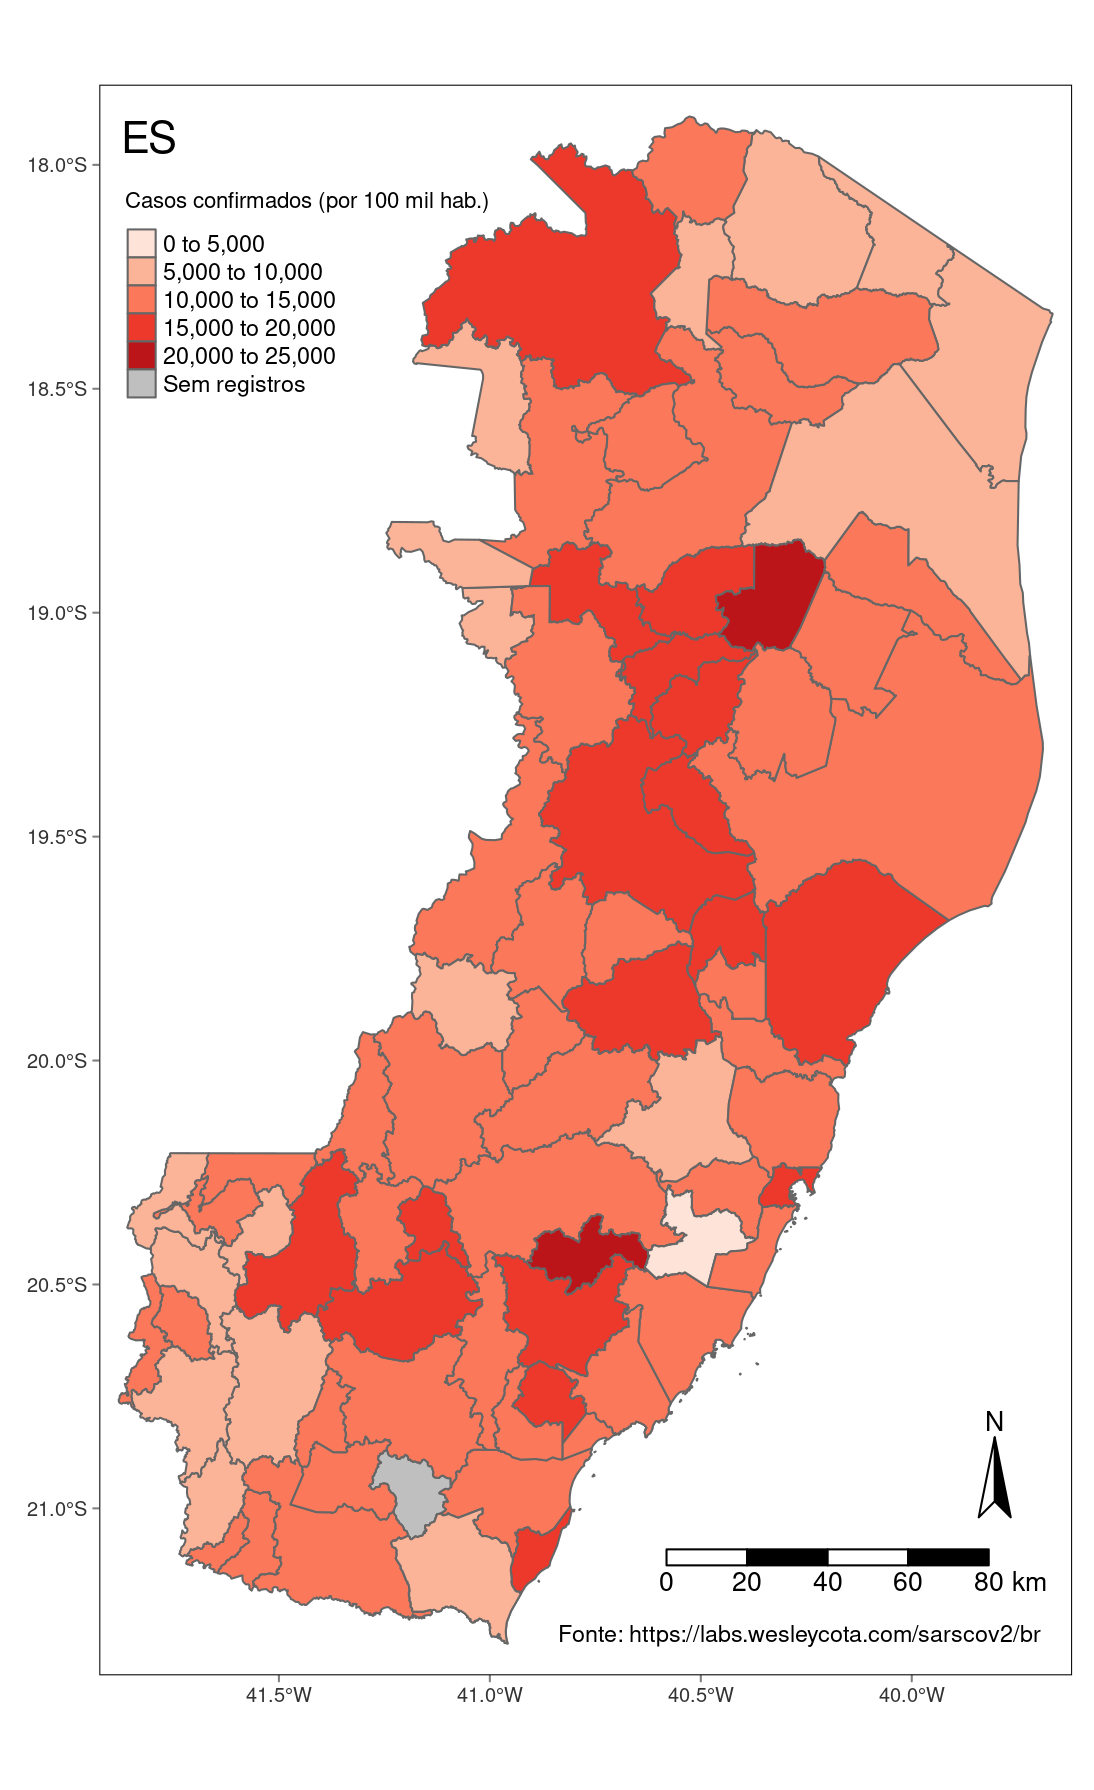 ES
Casos confirmados (por 100 mil hab.)
0 to 5,000
5,000 to 10,000
10,000 to 15,000
15,000 to 20,000
20,000 to 25,000
Sem registros
18.0°S
18.5°S
19.0°S
19.5°S
20.0°S
20.5°S
21.0°S
N
0 20 40 60 80 km
Fonte: https://labs.wesleycota.com/sarscov2/br
41.5°W 41.0°W 40.5°W 40.0°W